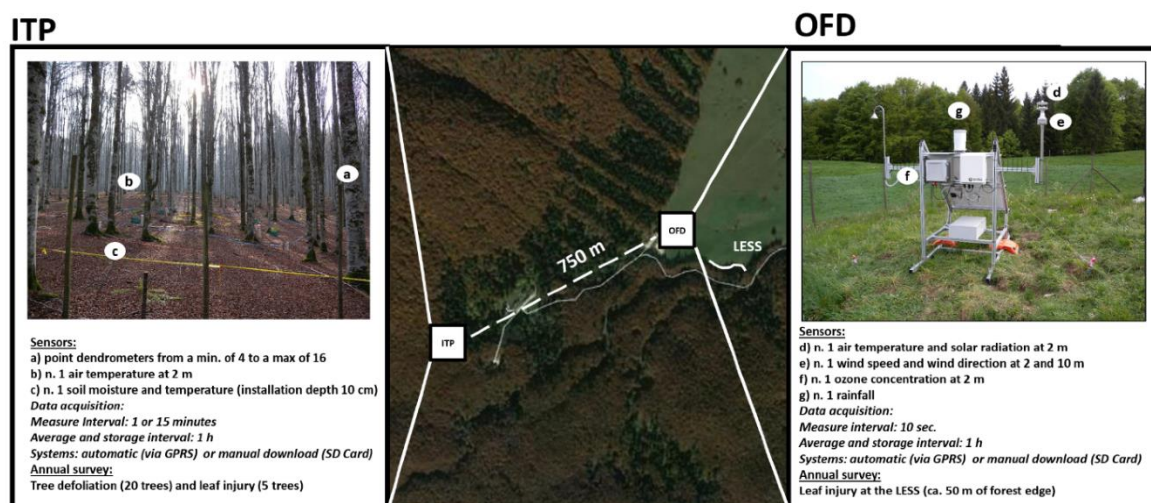 ITP
b
a
c
Sensors:
a) point dendrometers from a min. of 4 to a max of 16
b) n. 1 air temperature at 2 m
c) n. 1 soil moisture and temperature (installation depth 10 cm)
Data acquisition:
Measure Interval: 1 or 15 minutes
Average and storage interval: 1 h
Systems: automatic (via GPRS) or manual download (SD Card)
Annual survey:
Tree defoliation (20 trees) and leaf injury (5 trees)
OFD
LESS
750 m
ITP
OFD
d
g
e
f
Sensors:
d) n. 1 air temperature and solar radiation at 2 m
e) n. 1 wind speed and wind direction at 2 and 10 m
f) n. 1 ozone concentration at 2 m
g) n. 1 rainfall
Data acquisition:
Measure interval: 10 sec.
Average and storage interval: 1 h
Systems: automatic (via GPRS) or manual download (SD Card)
Annual survey:
Leaf injury at the LESS (ca. 50 m of forest edge)